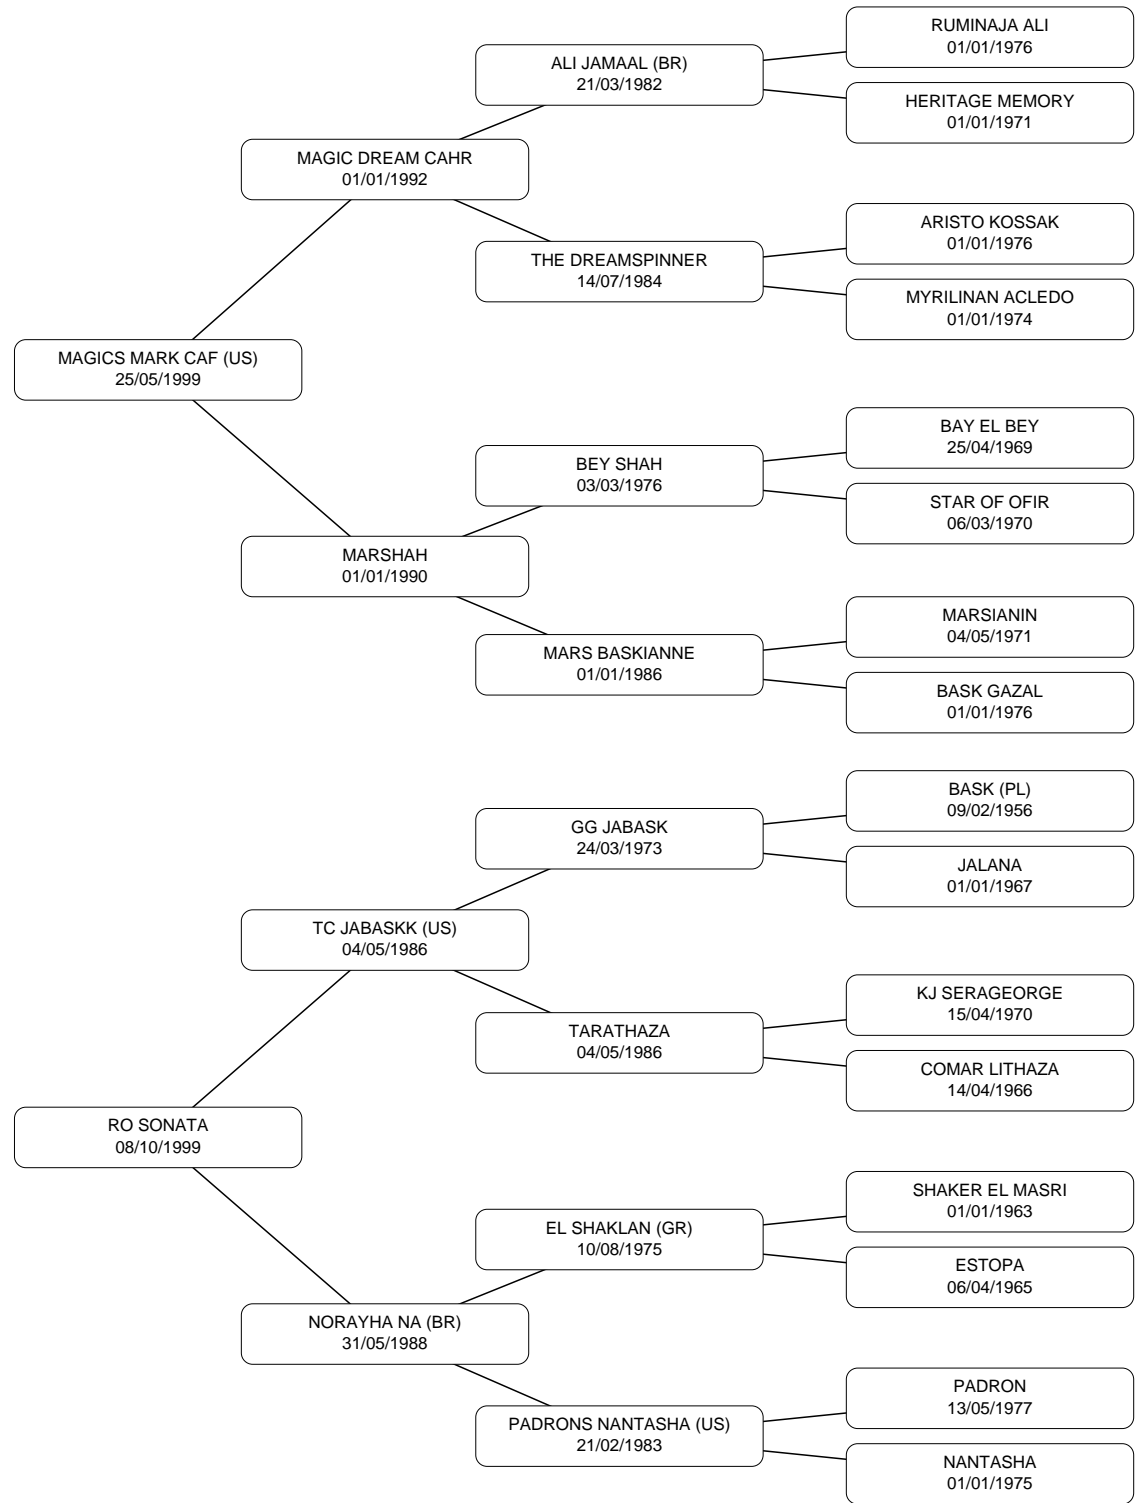 RUMINAJA ALI
01/01/1976
ALI JAMAAL (BR)
21/03/1982
HERITAGE MEMORY
01/01/1971
MAGIC DREAM CAHR
01/01/1992
ARISTO KOSSAK
01/01/1976
THE DREAMSPINNER
14/07/1984
MYRILINAN ACLEDO
01/01/1974
MAGICS MARK CAF (US)
25/05/1999
BAY EL BEY
25/04/1969
BEY SHAH
03/03/1976
STAR OF OFIR
06/03/1970
MARSHAH
01/01/1990
MARSIANIN
04/05/1971
MARS BASKIANNE
01/01/1986
BASK GAZAL
01/01/1976
BASK (PL)
09/02/1956
GG JABASK
24/03/1973
JALANA
01/01/1967
TC JABASKK (US)
04/05/1986
KJ SERAGEORGE
15/04/1970
TARATHAZA
04/05/1986
COMAR LITHAZA
14/04/1966
RO SONATA
08/10/1999
SHAKER EL MASRI
01/01/1963
EL SHAKLAN (GR)
10/08/1975
ESTOPA
06/04/1965
NORAYHA NA (BR)
31/05/1988
PADRON
13/05/1977
PADRONS NANTASHA (US)
21/02/1983
NANTASHA
01/01/1975